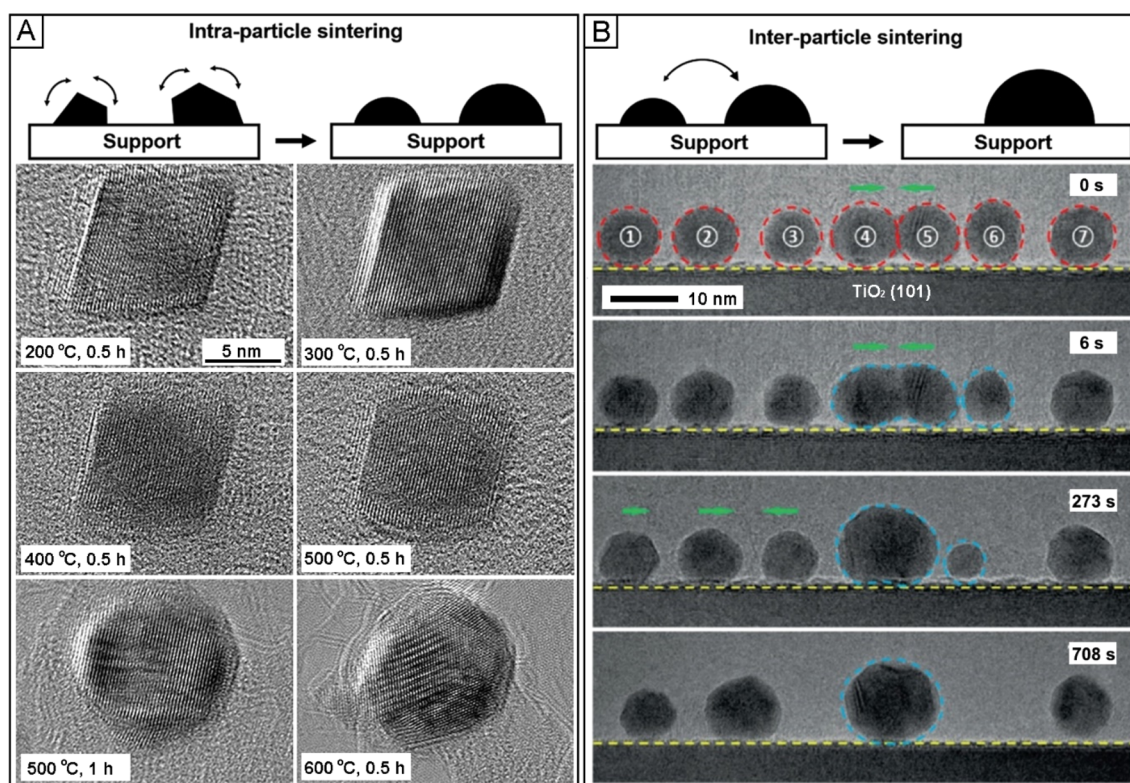 A
Intra-particle sintering
Support
Support
200 °C, 0.5 h
5 nm
300 °C, 0.5 h
400 °C, 0.5 h
500 °C, 0.5 h
500 °C, 1 h
600 °C, 0.5 h
B
Inter-particle sintering
Support
Support
0 s
① ② ③ ④ ⑤ ⑥ ⑦
10 nm
TiO₂ (101)
6 s
273 s
708 s